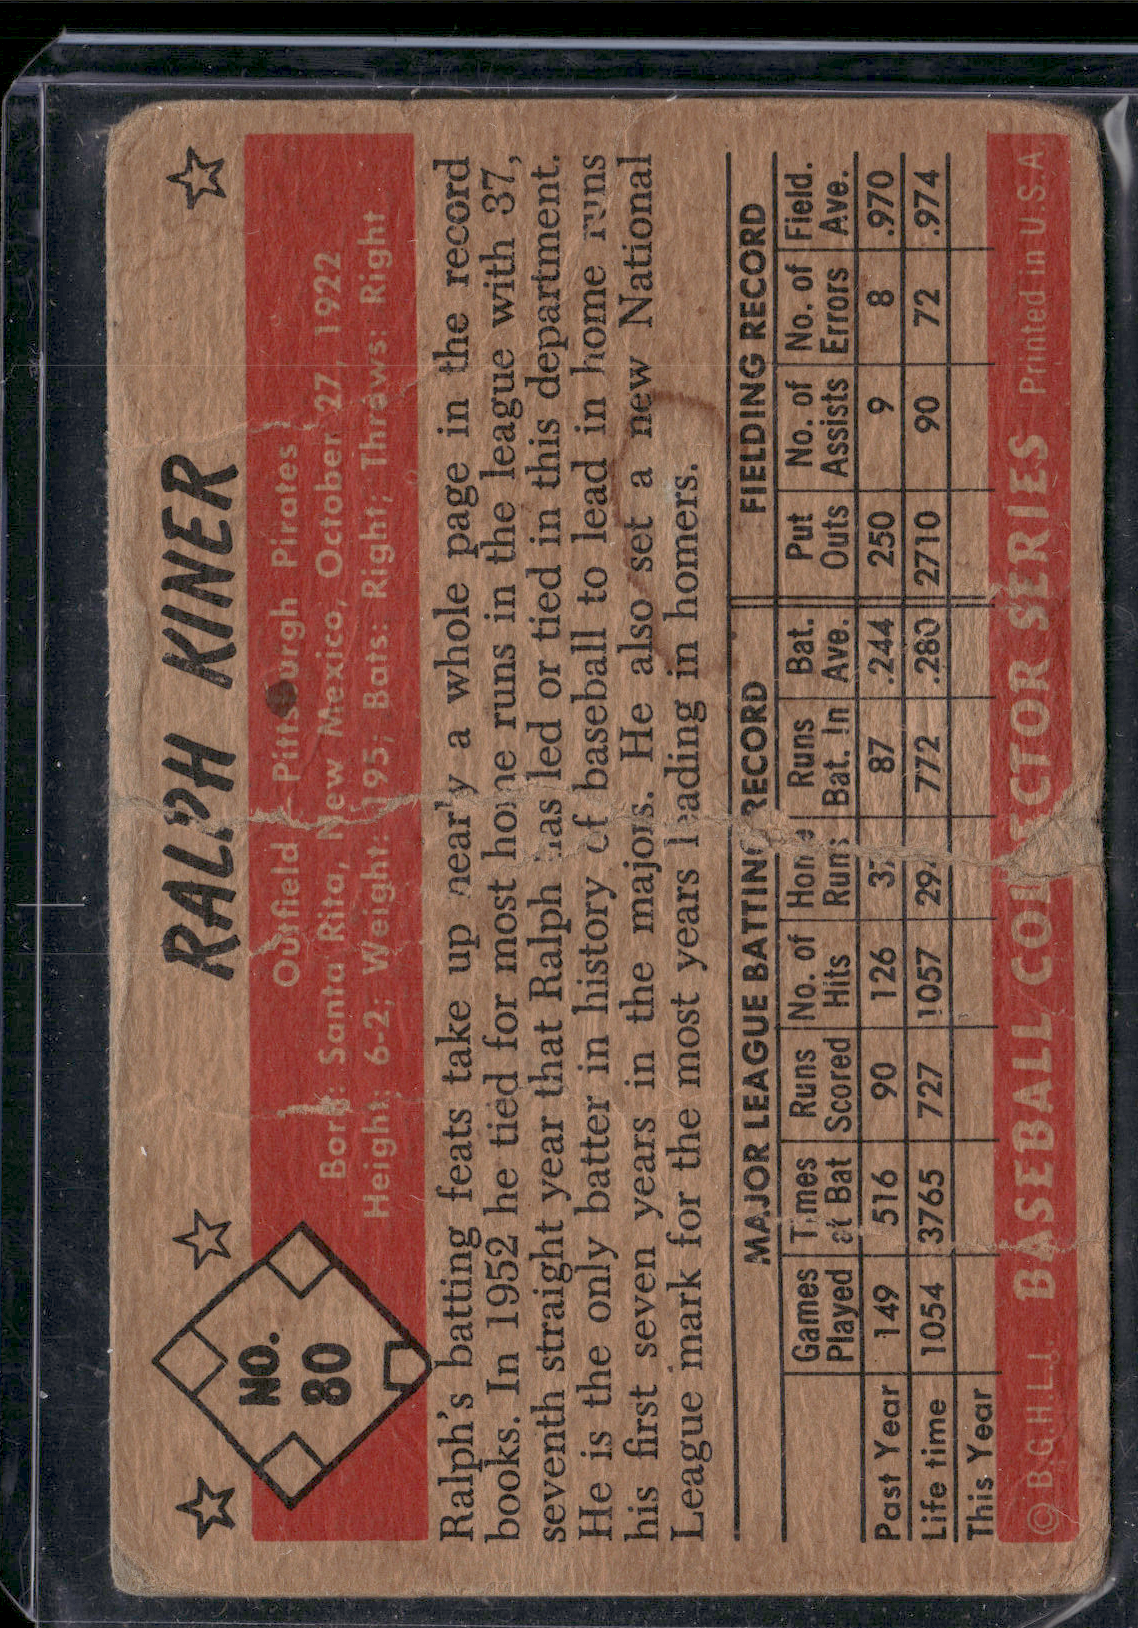 NO.
80
RALPH KINER
Outfield—Pittsburgh Pirates
Born: Santa Rita, New Mexico, October 27, 1922
Height: 6-2; Weight: 195; Bats: Right; Throws: Right
Ralph's batting feats take up nearly a whole page in the record
books. In 1952 he tied for most home runs in the league with 37,
seventh straight year that Ralph has led or tied in this department.
He is the only batter in history of baseball to lead in home runs
his first seven years in the majors. He also set a new National
League mark for the most years leading in homers.
MAJOR LEAGUE BATTING RECORD FIELDING RECORD
Games Times Runs No. of Home Runs Bat. Put No. of No. of Field.
Played at Bat Scored Hits Runs Bat. In Ave. Outs Assists Errors Ave.
Past Year 149 516 90 126 37 87 .244 250 9 8 .970
Life time 1054 3765 727 1057 294 772 .280 2710 90 72 .974
This Year
© B.G.H.L.I. BASEBALL COLLECTOR SERIES Printed in U.S.A.